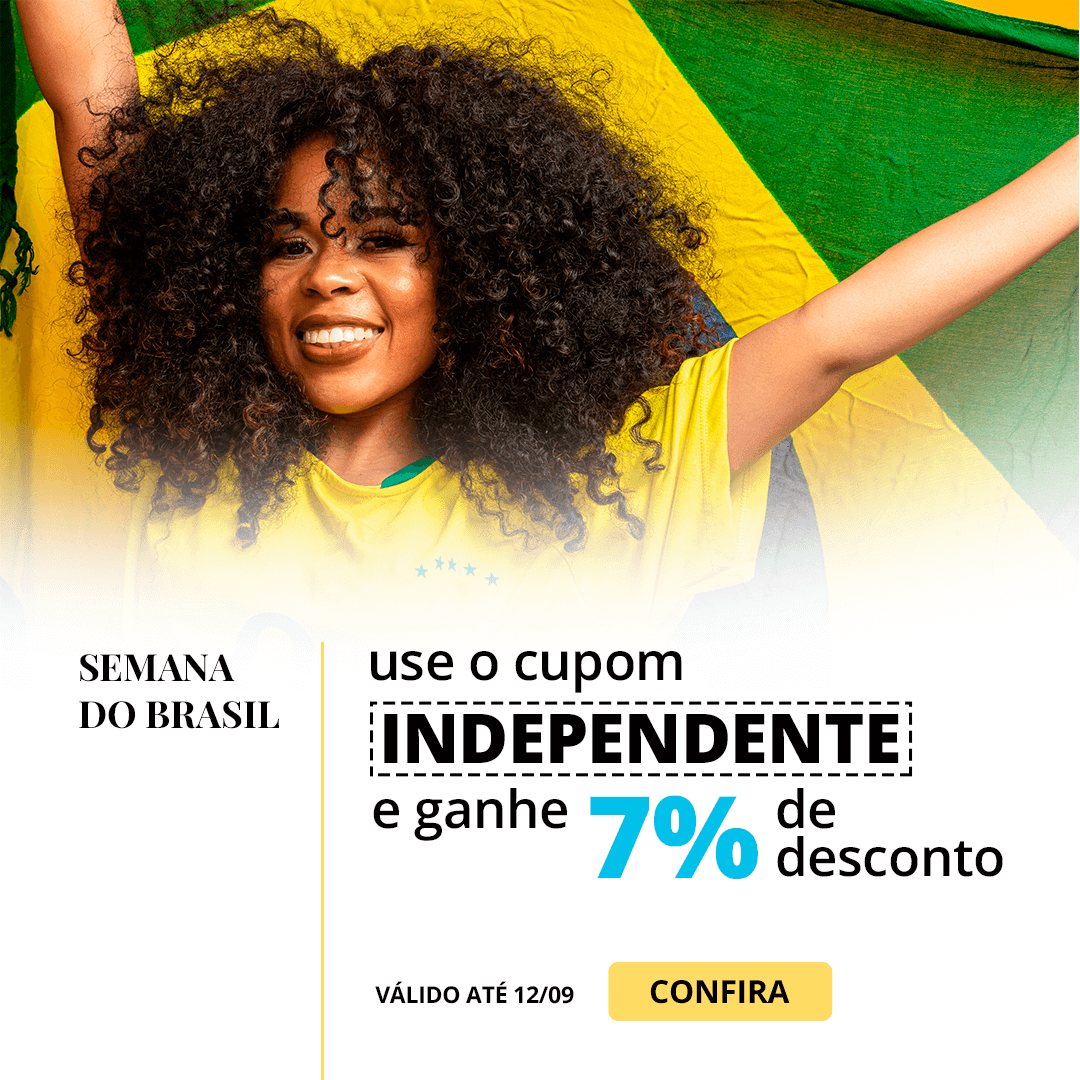 SEMANA
DO BRASIL
use o cupom
INDEPENDENTE
e ganhe 7% de
desconto
VÁLIDO ATÉ 12/09
CONFIRA